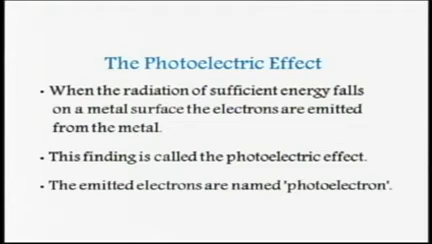 The Photoelectric Effect
• When the radiation of sufficient energy falls
on a metal surface the electrons are emitted
from the metal.
• This finding is called the photoelectric effect.
• The emitted electrons are named 'photoelectron'.